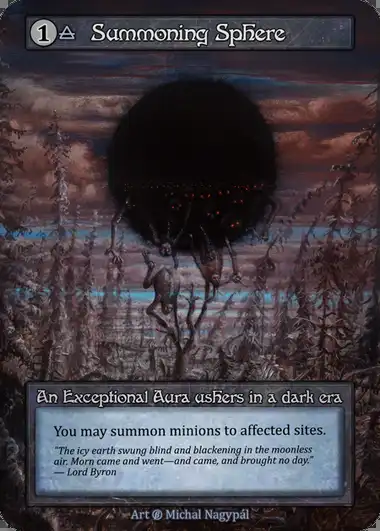 1 Summoning Sphere
An Exceptional Aura ushers in a dark era
You may summon minions to affected sites.
"The icy earth swung blind and blackening in the moonless
air. Morn came and went—and came, and brought no day."
— Lord Byron
Art Michal Nagypál